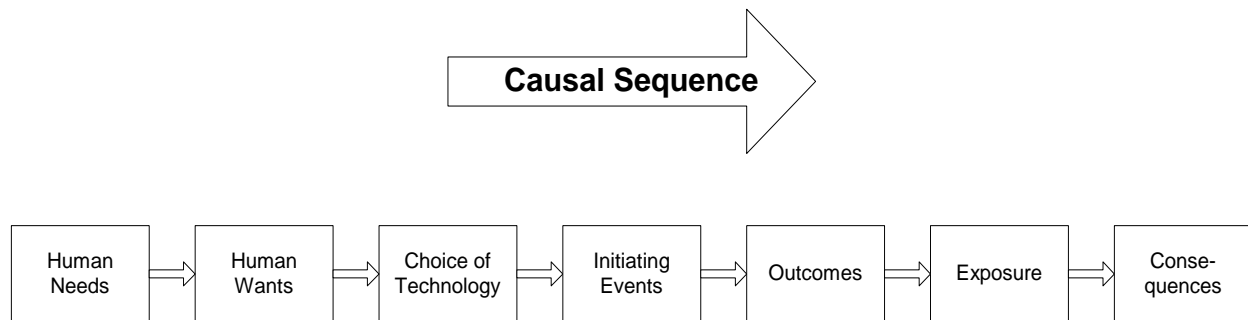 Causal Sequence
Human
Needs
Human
Wants
Choice of
Technology
Initiating
Events
Outcomes
Exposure
Conse-
quences